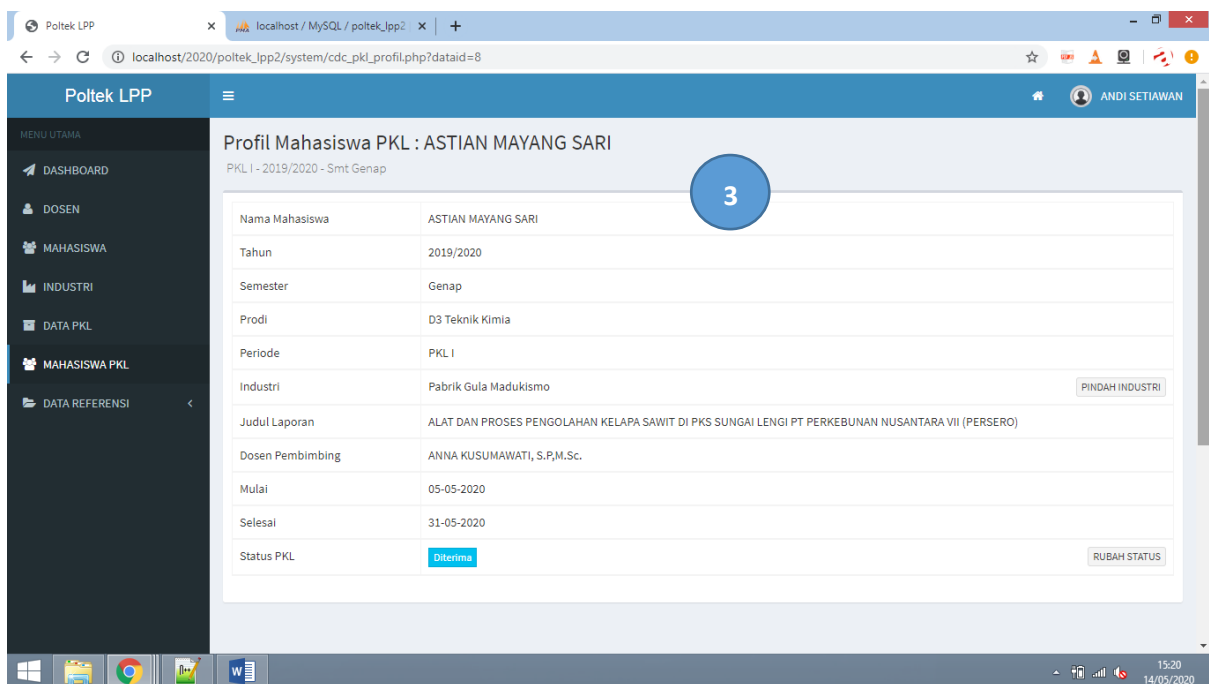 Poltek LPP
localhost / MySQL / poltek_lpp2
localhost/2020/poltek_lpp2/system/cdc_pkl_profil.php?dataid=8
Poltek LPP
ANDI SETIAWAN
MENU UTAMA
DASHBOARD
DOSEN
MAHASISWA
INDUSTRI
DATA PKL
MAHASISWA PKL
DATA REFERENSI
Profil Mahasiswa PKL : ASTIAN MAYANG SARI
PKL I - 2019/2020 - Smt Genap
3
Nama Mahasiswa ASTIAN MAYANG SARI
Tahun 2019/2020
Semester Genap
Prodi D3 Teknik Kimia
Periode PKL I
Industri Pabrik Gula Madukismo PINDAH INDUSTRI
Judul Laporan ALAT DAN PROSES PENGOLAHAN KELAPA SAWIT DI PKS SUNGAI LENGI PT PERKEBUNAN NUSANTARA VII (PERSERO)
Dosen Pembimbing ANNA KUSUMAWATI, S.P,M.Sc.
Mulai 05-05-2020
Selesai 31-05-2020
Status PKL Diterima RUBAH STATUS
15:20
14/05/2020